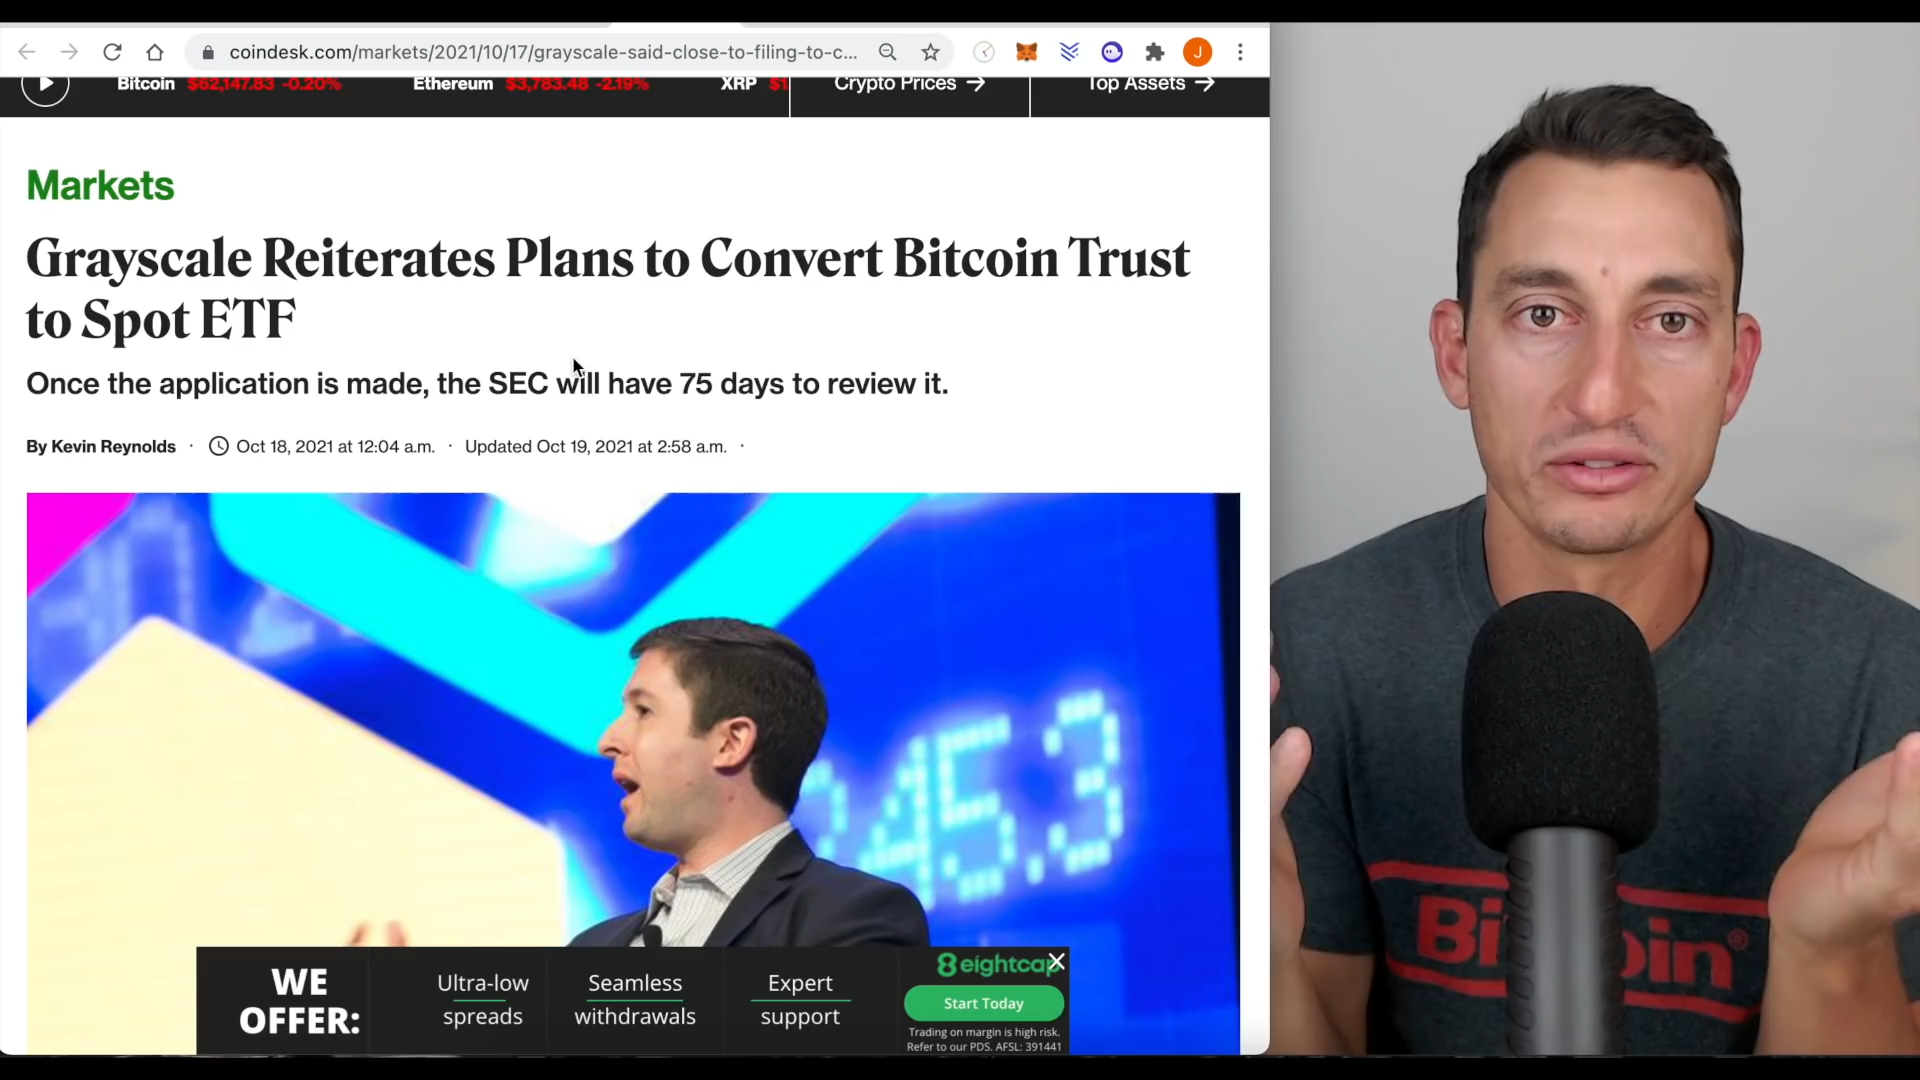 coindesk.com/markets/2021/10/17/grayscale-said-close-to-filing-to-c...
J
Bitcoin $62,147.83 -0.20% Ethereum $3,783.48 -2.19% XRP $1 Crypto Prices → Top Assets →
Markets
Grayscale Reiterates Plans to Convert Bitcoin Trust
to Spot ETF
Once the application is made, the SEC will have 75 days to review it.
By Kevin Reynolds · Oct 18, 2021 at 12:04 a.m. · Updated Oct 19, 2021 at 2:58 a.m. ·
245.3
WE
OFFER:
Ultra-low
spreads
Seamless
withdrawals
Expert
support
8eightcap
Start Today
Trading on margin is high risk.
Refer to our PDS. AFSL: 391441
Bi oin®